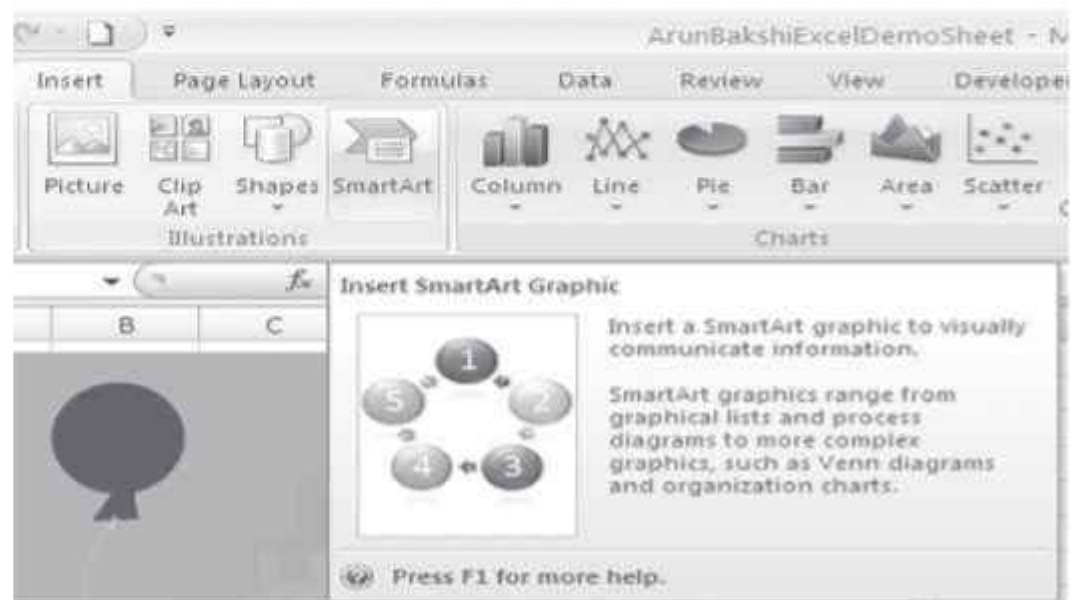 ArunBakshiExcelDemoSheet -
Insert Page Layout Formulas Data Review View Developer
Picture Clip Art Shapes SmartArt Column Line Pie Bar Area Scatter
Illustrations Charts
fx Insert SmartArt Graphic
B C
Insert a SmartArt graphic to visually
communicate information.
SmartArt graphics range from
graphical lists and process
diagrams to more complex
graphics, such as Venn diagrams
and organization charts.
1
5 2
4 3
Press F1 for more help.